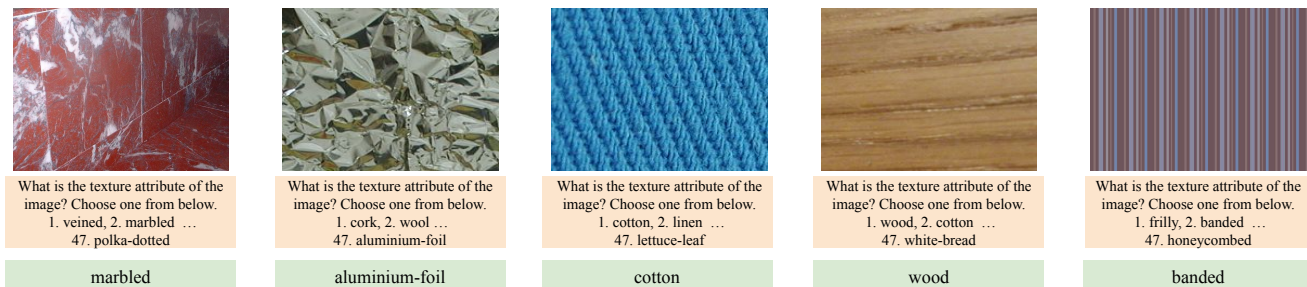 What is the texture attribute of the
image? Choose one from below.
1. veined, 2. marbled …
47. polka-dotted
marbled
What is the texture attribute of the
image? Choose one from below.
1. cork, 2. wool …
47. aluminium-foil
aluminium-foil
What is the texture attribute of the
image? Choose one from below.
1. cotton, 2. linen …
47. lettuce-leaf
cotton
What is the texture attribute of the
image? Choose one from below.
1. wood, 2. cotton …
47. white-bread
wood
What is the texture attribute of the
image? Choose one from below.
1. frilly, 2. banded …
47. honeycombed
banded